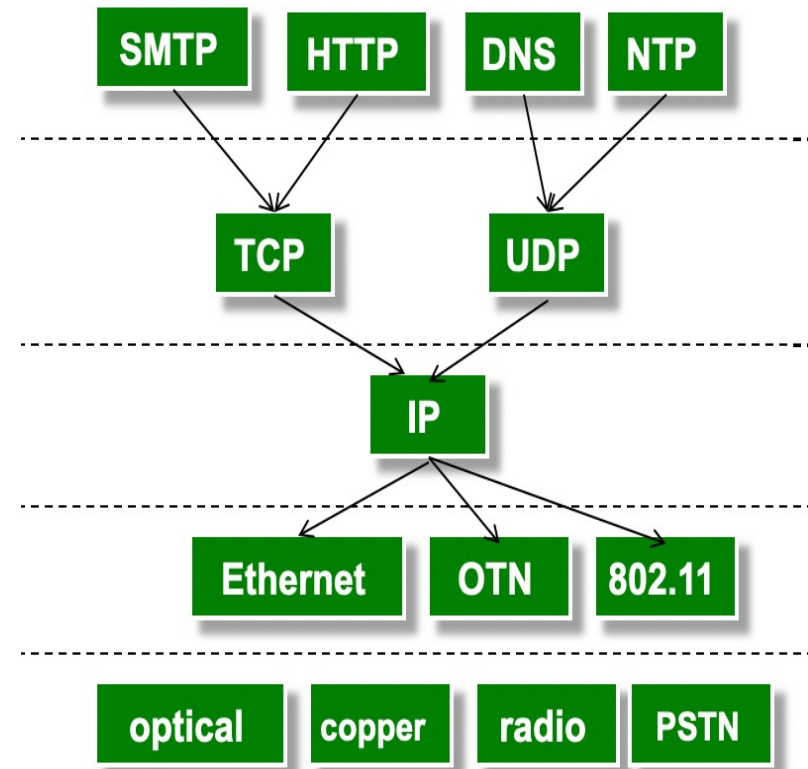 SMTP HTTP DNS NTP
TCP UDP
IP
Ethernet OTN 802.11
optical copper radio PSTN